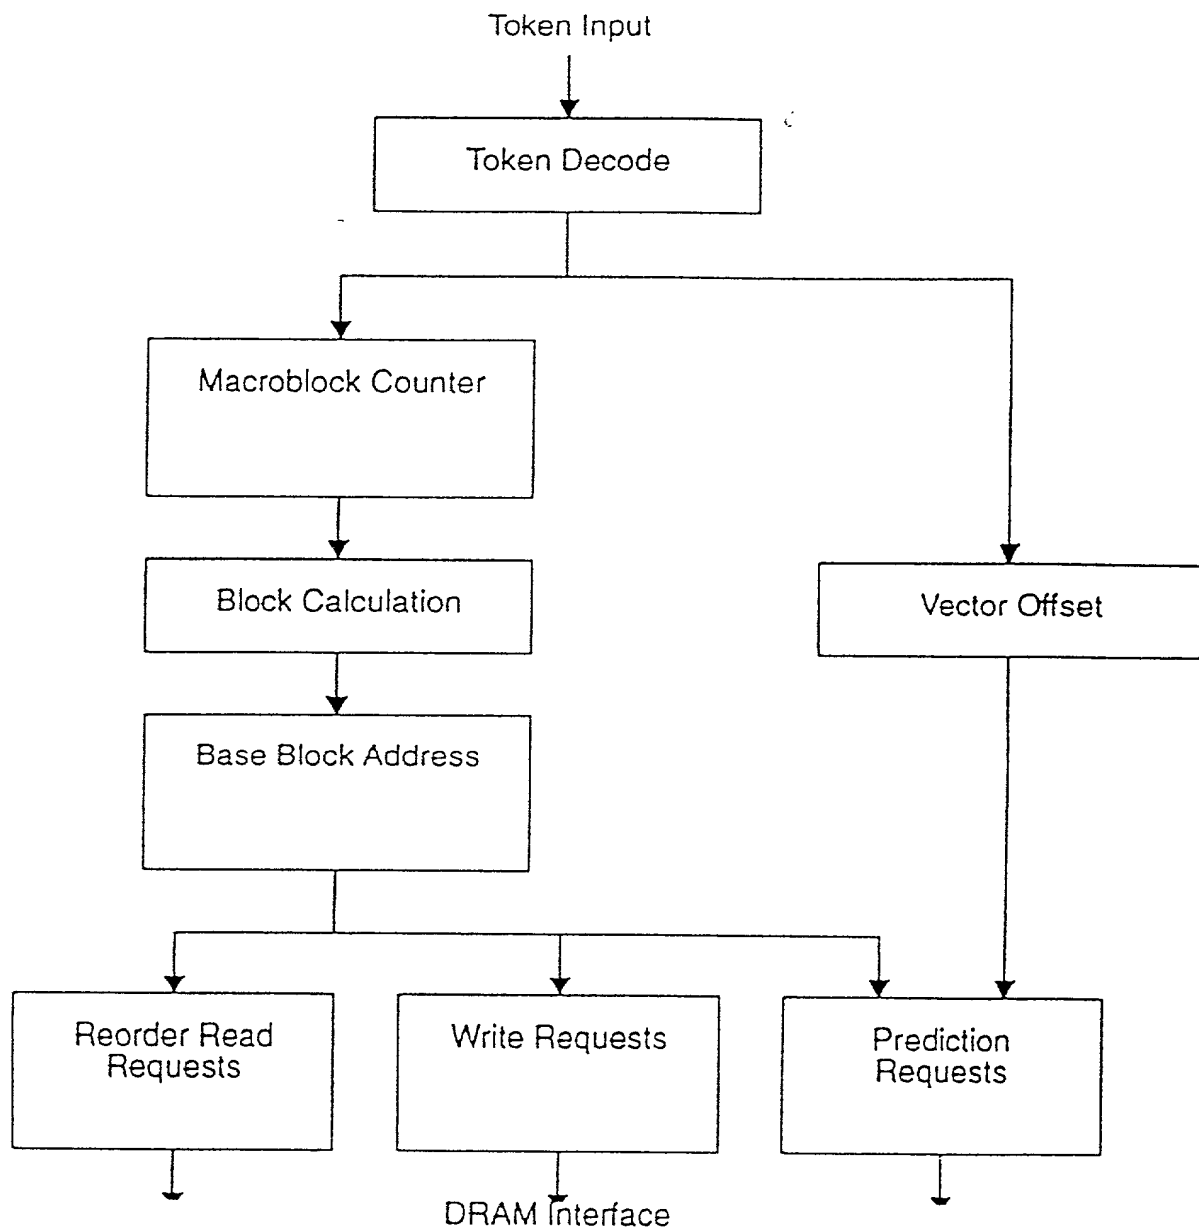 Token Input
Token Decode
Macroblock Counter
Block Calculation
Vector Offset
Base Block Address
Reorder Read
Requests
Write Requests
Prediction
Requests
DRAM Interface